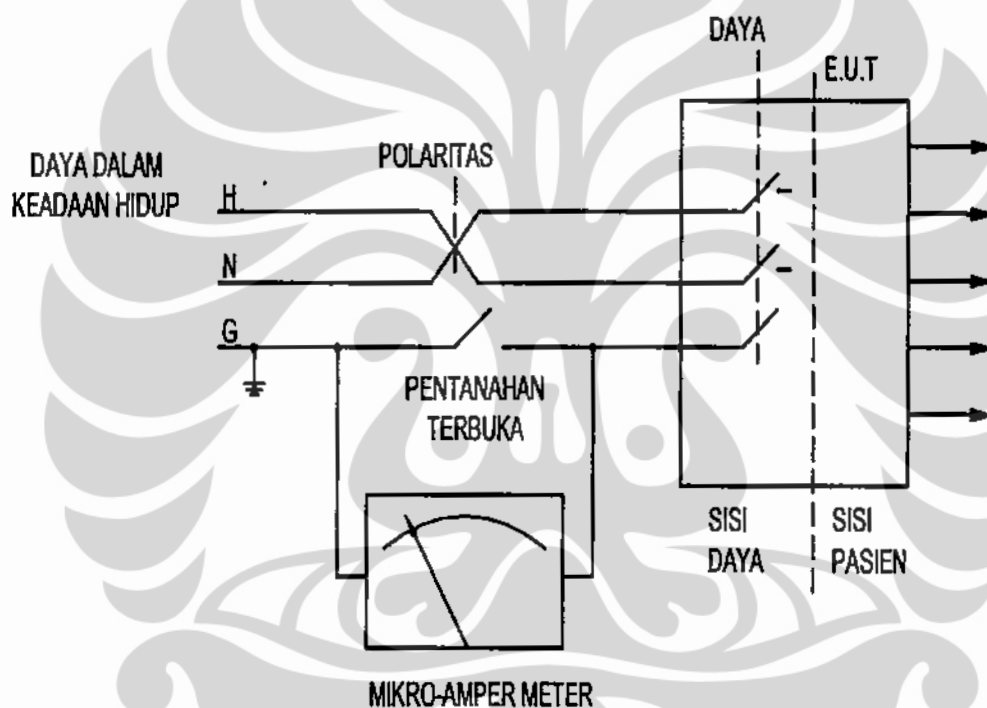 DAYA
E.U.T
DAYA DALAM
KEADAAN HIDUP
POLARITAS
H
N
G
PENTANAHAN
TERBUKA
SISI
DAYA
SISI
PASIEN
MIKRO-AMPER METER